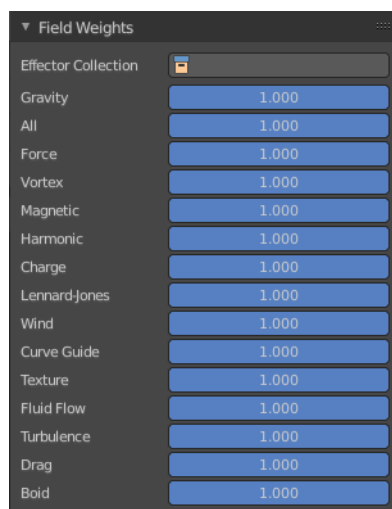 Field Weights
Effector Collection
Gravity 1.000
All 1.000
Force 1.000
Vortex 1.000
Magnetic 1.000
Harmonic 1.000
Charge 1.000
Lennard-Jones 1.000
Wind 1.000
Curve Guide 1.000
Texture 1.000
Fluid Flow 1.000
Turbulence 1.000
Drag 1.000
Boid 1.000